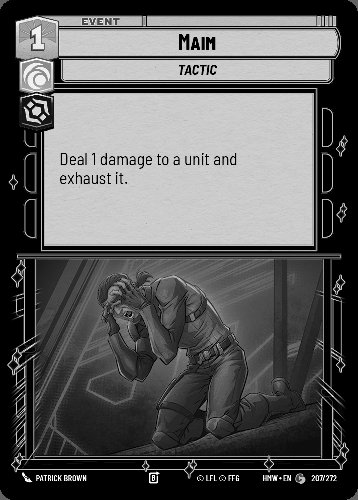 EVENT
1
MAIM
TACTIC
Deal 1 damage to a unit and
exhaust it.
PATRICK BROWN
© LFL © FFG
HMW • EN
207/272